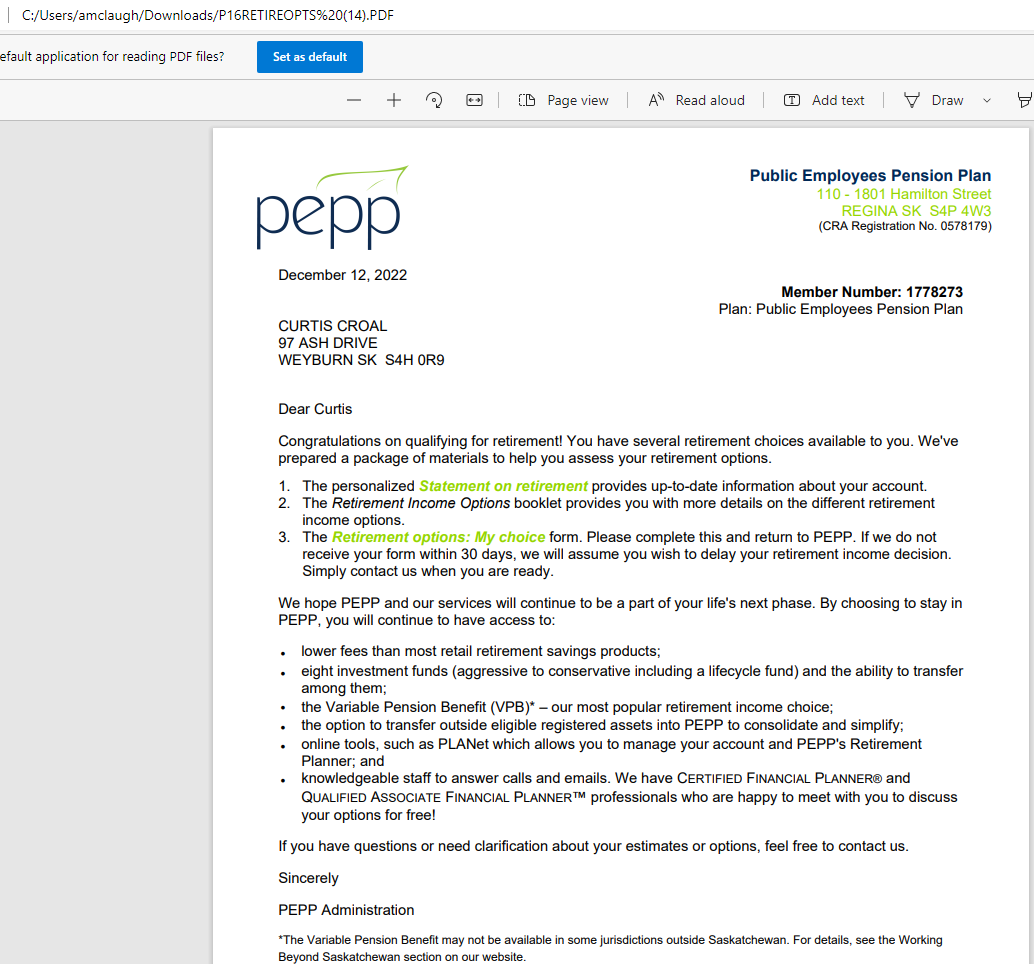 C:/Users/amclaugh/Downloads/P16RETIREOPTS%20(14).PDF
efault application for reading PDF files?
Set as default
Page view
Read aloud
Add text
Draw
pepp
Public Employees Pension Plan
110 - 1801 Hamilton Street
REGINA SK  S4P 4W3
(CRA Registration No. 0578179)
December 12, 2022
Member Number: 1778273
Plan: Public Employees Pension Plan
CURTIS CROAL
97 ASH DRIVE
WEYBURN SK  S4H 0R9
Dear Curtis
Congratulations on qualifying for retirement! You have several retirement choices available to you. We've
prepared a package of materials to help you assess your retirement options.
1. The personalized Statement on retirement provides up-to-date information about your account.
2. The Retirement Income Options booklet provides you with more details on the different retirement
income options.
3. The Retirement options: My choice form. Please complete this and return to PEPP. If we do not
receive your form within 30 days, we will assume you wish to delay your retirement income decision.
Simply contact us when you are ready.
We hope PEPP and our services will continue to be a part of your life's next phase. By choosing to stay in
PEPP, you will continue to have access to:
• lower fees than most retail retirement savings products;
• eight investment funds (aggressive to conservative including a lifecycle fund) and the ability to transfer
among them;
• the Variable Pension Benefit (VPB)* – our most popular retirement income choice;
• the option to transfer outside eligible registered assets into PEPP to consolidate and simplify;
• online tools, such as PLANet which allows you to manage your account and PEPP's Retirement
Planner; and
• knowledgeable staff to answer calls and emails. We have CERTIFIED FINANCIAL PLANNER® and
QUALIFIED ASSOCIATE FINANCIAL PLANNER™ professionals who are happy to meet with you to discuss
your options for free!
If you have questions or need clarification about your estimates or options, feel free to contact us.
Sincerely
PEPP Administration
*The Variable Pension Benefit may not be available in some jurisdictions outside Saskatchewan. For details, see the Working
Beyond Saskatchewan section on our website.